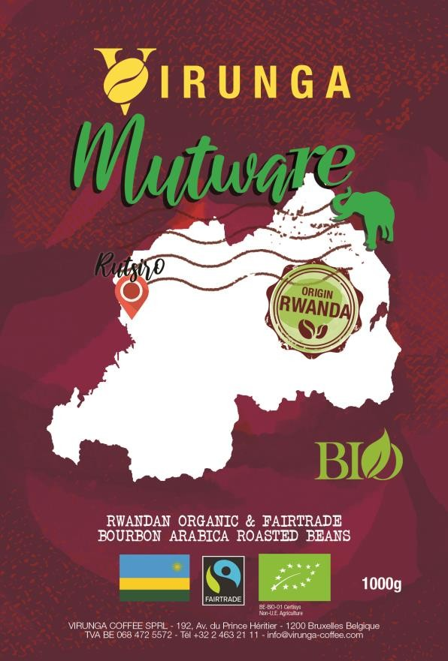 VIRUNGA
Mutware
Rutsiro
ORIGIN
RWANDA
BIO
RWANDAN ORGANIC & FAIRTRADE
BOURBON ARABICA ROASTED BEANS
FAIRTRADE
BE-BIO-01 Certisys
Non-U.E. Agriculture
1000g
VIRUNGA COFFEE SPRL - 192, Av. du Prince Héritier - 1200 Bruxelles Belgique
TVA BE 068 472 5572 - Tél +32 2 463 21 11 - info@virunga-coffee.com